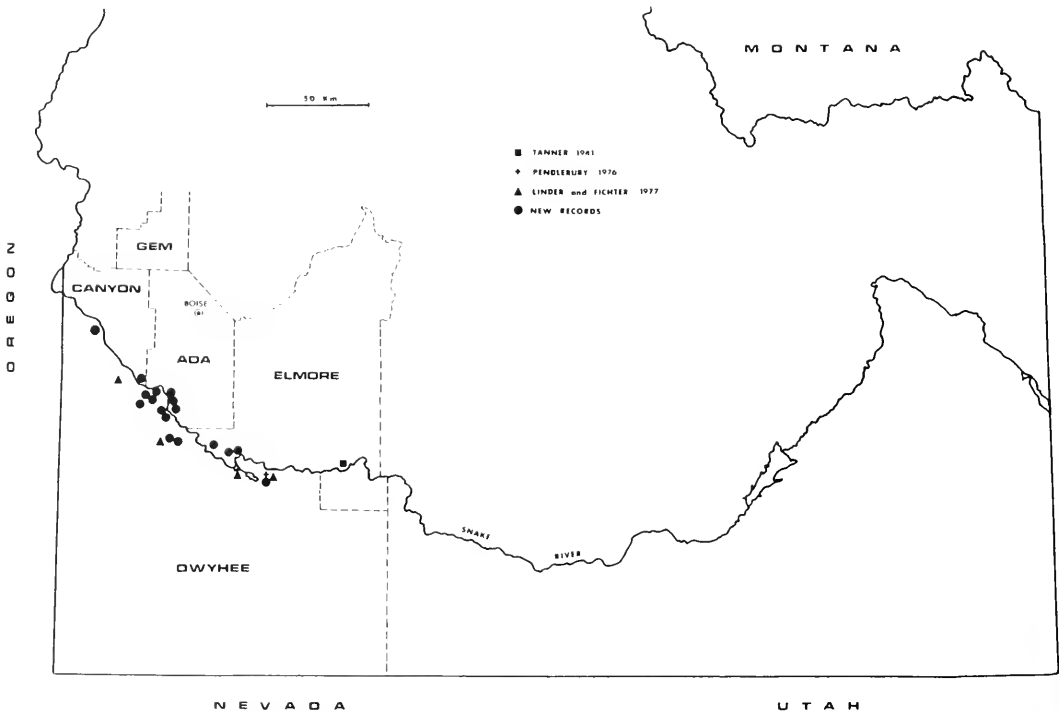 MONTANA
50 Km
TANNER 1941
PENDLEBURY 1976
LINDER and FICHTER 1977
NEW RECORDS
OREGON
GEM
CANYON
BOISE
ADA
ELMORE
SNAKE
RIVER
OWYHEE
NEVADA
UTAH